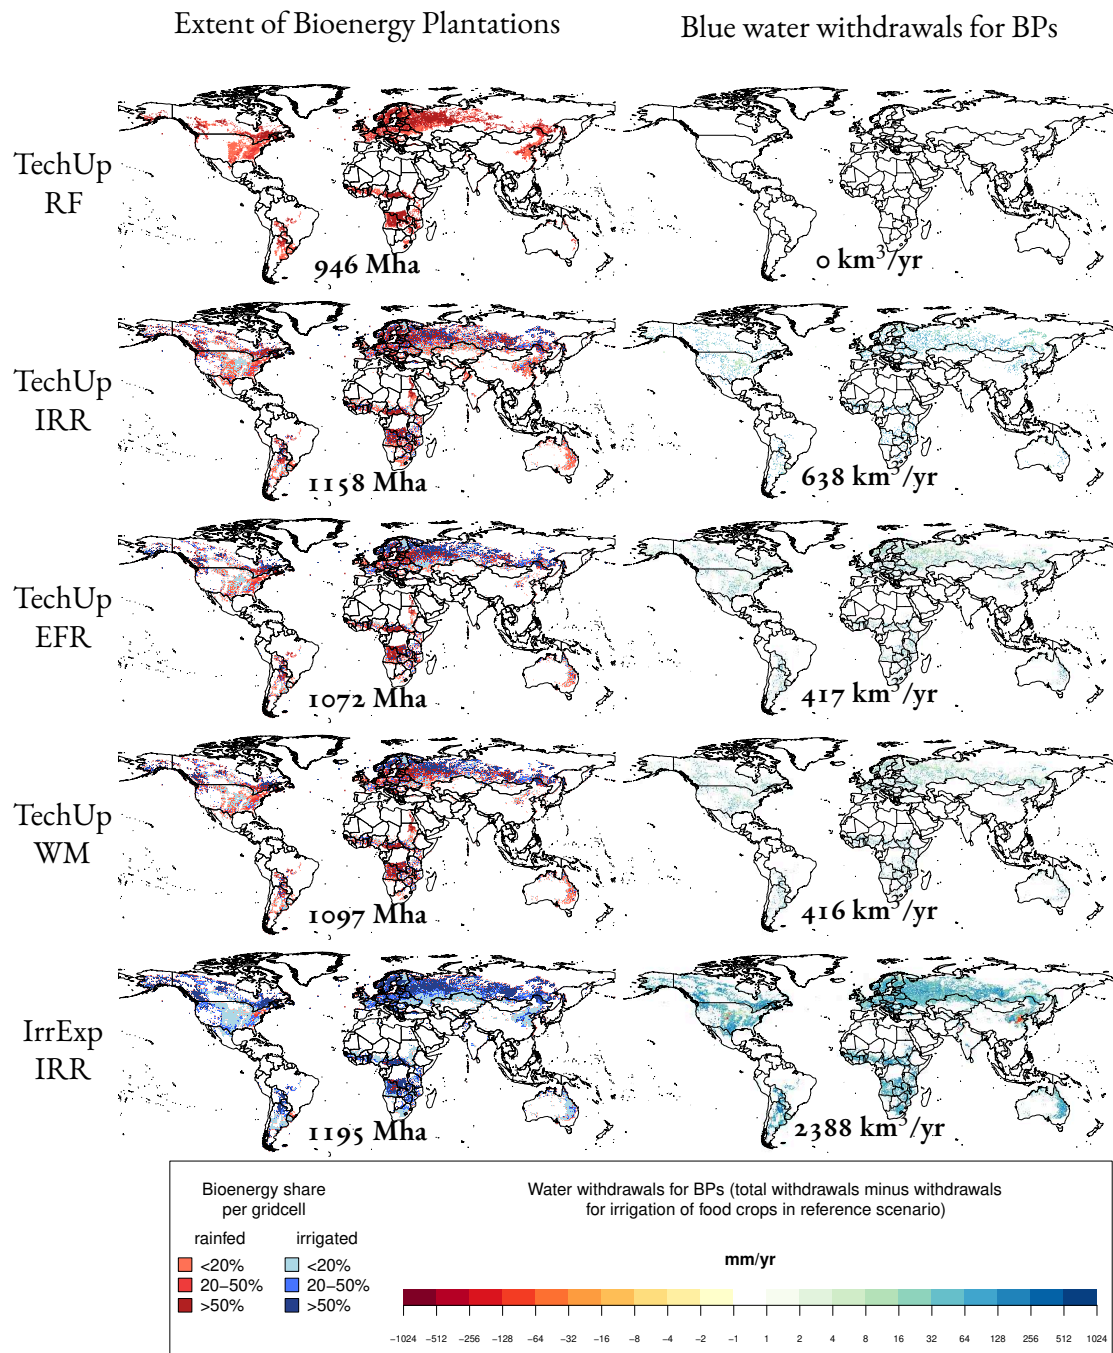 Extent of Bioenergy Plantations
Blue water withdrawals for BPs
TechUp
RF
946 Mha
0 km³/yr
TechUp
IRR
1158 Mha
638 km³/yr
TechUp
EFR
1072 Mha
417 km³/yr
TechUp
WM
1097 Mha
416 km³/yr
IrrExp
IRR
1195 Mha
2388 km³/yr
Bioenergy share
per gridcell
rainfed irrigated
<20% <20%
20−50% 20−50%
>50% >50%
Water withdrawals for BPs (total withdrawals minus withdrawals
for irrigation of food crops in reference scenario)
mm/yr
−1024 −512 −256 −128 −64 −32 −16 −8 −4 −2 −1 1 2 4 8 16 32 64 128 256 512 1024